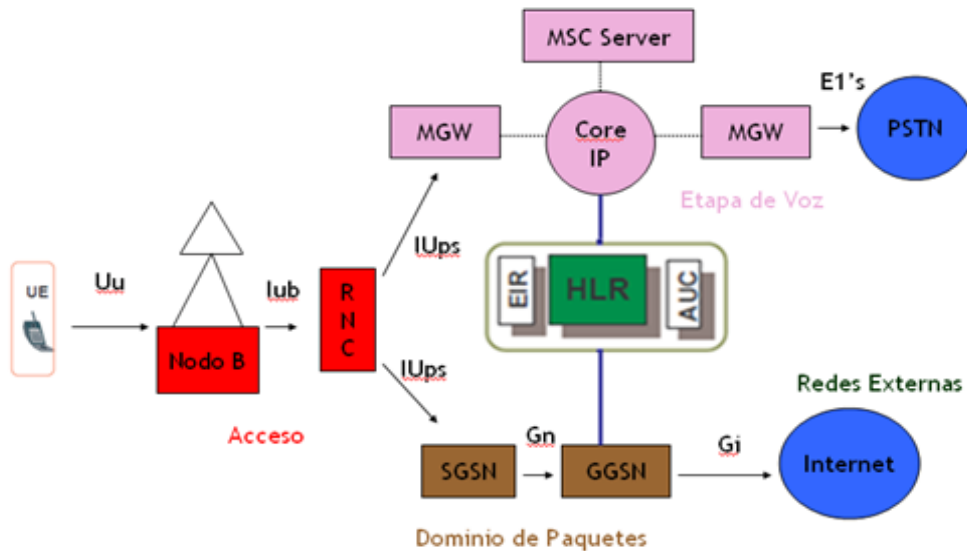 MSC Server
E1's
MGW
Core
IP
MGW
PSTN
Etapa de Voz
IUps
UE
Uu
Iub
R
N
C
EIR
HLR
AUC
Nodo B
IUps
Acceso
Redes Externas
SGSN
Gn
GGSN
Gi
Internet
Dominio de Paquetes